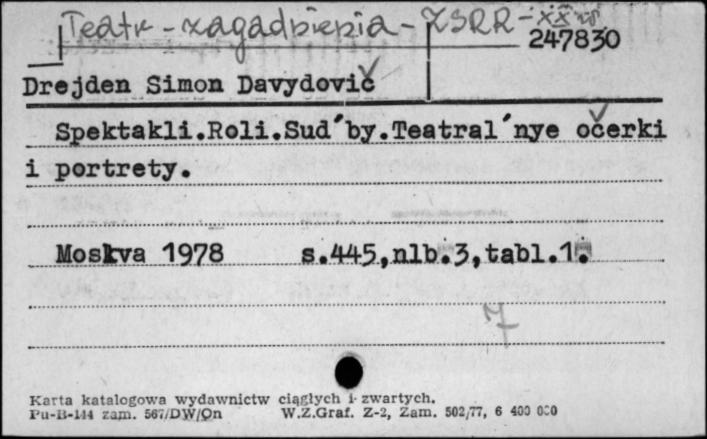 Teatr - zagadnienia - ZSRR - XX w
247830
Drejden Simon Davydovič
Spektakli.Roli.Sud´by.Teatral´nye očerki
i portrety.
Moskva 1978 s.445,nlb.3,tabl.1.
7
Karta katalogowa wydawnictw ciągłych i zwartych.
Pu-B-144 zam. 567/DW/On W.Z.Graf. Z-2, Zam. 502/77, 6 400 000